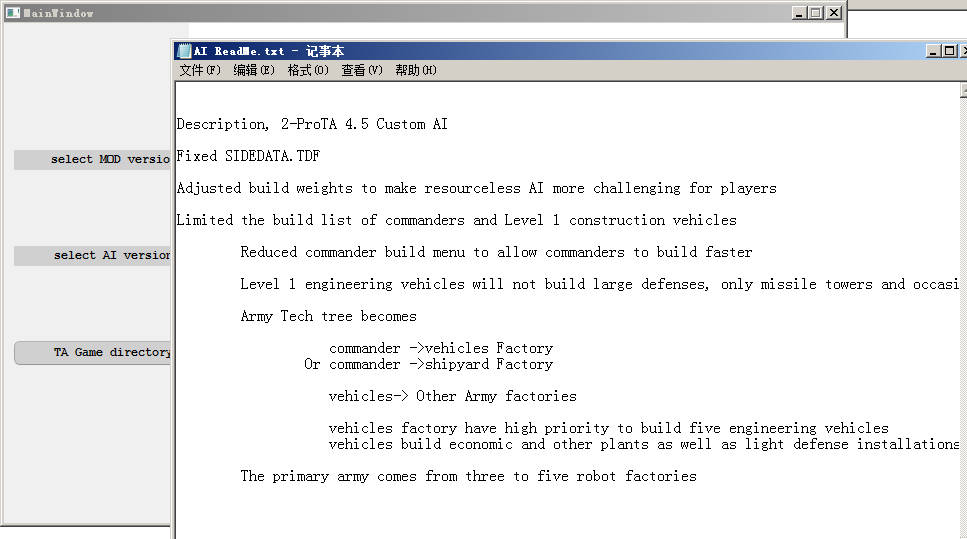 MainWindow
AI ReadMe.txt - 记事本
文件(F) 编辑(E) 格式(O) 查看(V) 帮助(H)
Description, 2-ProTA 4.5 Custom AI
Fixed SIDEDATA.TDF
select MOD versio
Adjusted build weights to make resourceless AI more challenging for players
Limited the build list of commanders and Level 1 construction vehicles
Reduced commander build menu to allow commanders to build faster
select AI version
Level 1 engineering vehicles will not build large defenses, only missile towers and occasi
Army Tech tree becomes
commander ->vehicles Factory
TA Game directory
Or commander ->shipyard Factory
vehicles-> Other Army factories
vehicles factory have high priority to build five engineering vehicles
vehicles build economic and other plants as well as light defense installations
The primary army comes from three to five robot factories